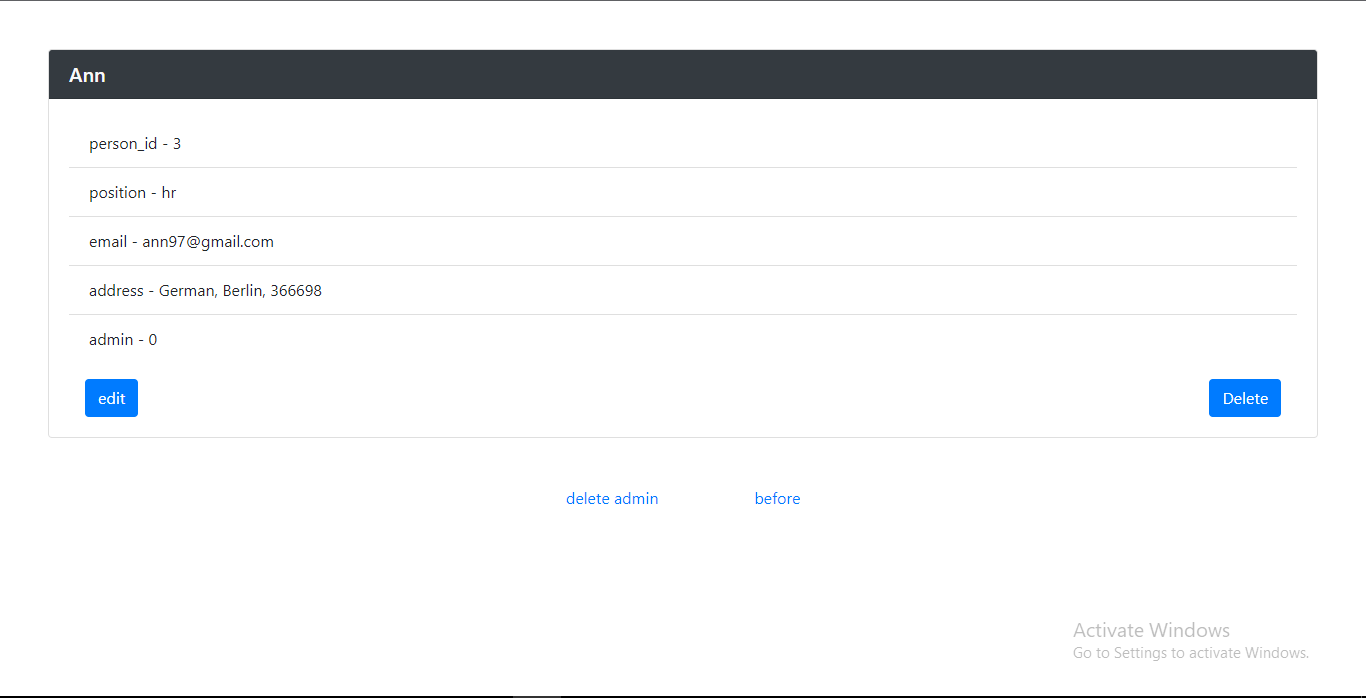 Ann
person_id - 3
position - hr
email - ann97@gmail.com
address - German, Berlin, 366698
admin - 0
edit
Delete
delete admin
before
Activate Windows
Go to Settings to activate Windows.